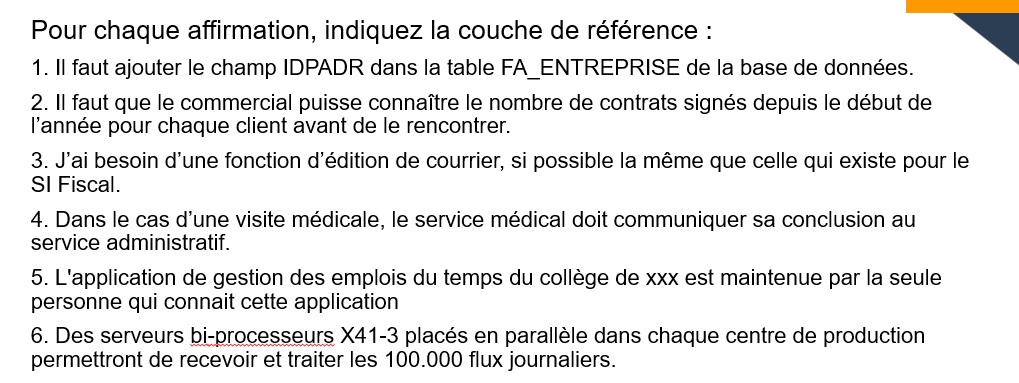 Pour chaque affirmation, indiquez la couche de référence :
1. Il faut ajouter le champ IDPADR dans la table FA_ENTREPRISE de la base de données.
2. Il faut que le commercial puisse connaître le nombre de contrats signés depuis le début de
l’année pour chaque client avant de le rencontrer.
3. J’ai besoin d’une fonction d’édition de courrier, si possible la même que celle qui existe pour le
SI Fiscal.
4. Dans le cas d’une visite médicale, le service médical doit communiquer sa conclusion au
service administratif.
5. L'application de gestion des emplois du temps du collège de xxx est maintenue par la seule
personne qui connait cette application
6. Des serveurs bi-processeurs X41-3 placés en parallèle dans chaque centre de production
permettront de recevoir et traiter les 100.000 flux journaliers.